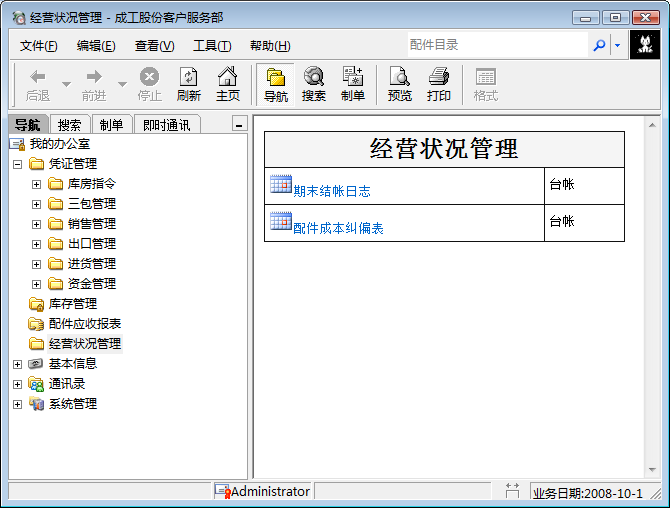 经营状况管理 - 成工股份客户服务部
文件(F) 编辑(E) 查看(V) 工具(T) 帮助(H) 配件目录
后退 前进 停止 刷新 主页 导航 搜索 制单 预览 打印 格式
导航 搜索 制单 即时通讯
我的办公室
凭证管理
库房指令
三包管理
销售管理
出口管理
进货管理
资金管理
库存管理
配件应收报表
经营状况管理
基本信息
通讯录
系统管理
经营状况管理
期末结帐日志 台帐
配件成本纠偏表 台帐
Administrator 业务日期:2008-10-1